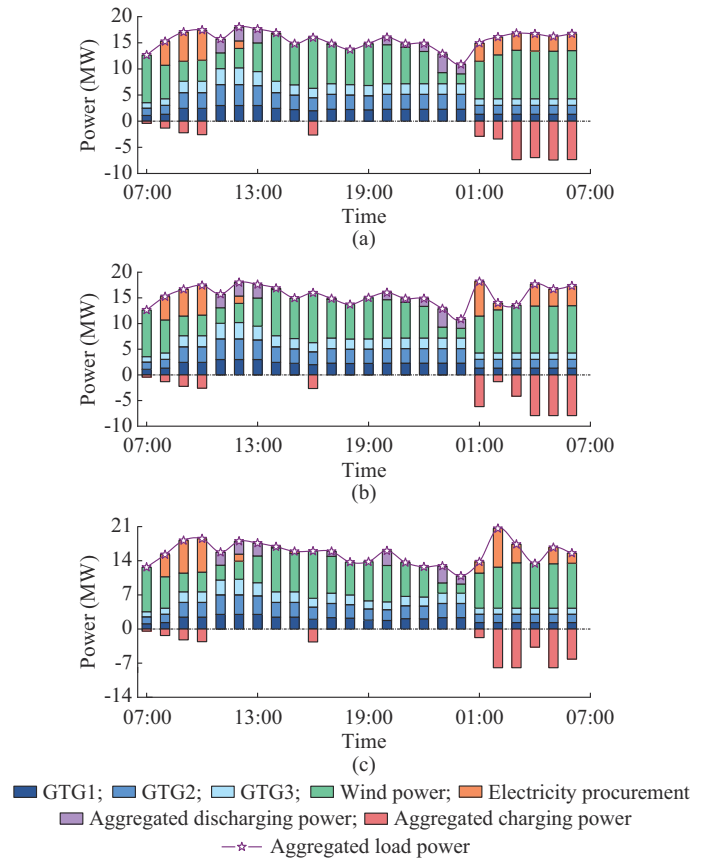 20
15
10
5
0
-5
-10
Power (MW)
07:00 13:00 19:00 01:00 07:00
Time
(a)
20
15
10
5
0
-5
-10
Power (MW)
07:00 13:00 19:00 01:00 07:00
Time
(b)
21
14
7
0
-7
-14
Power (MW)
07:00 13:00 19:00 01:00 07:00
Time
(c)
GTG1; GTG2; GTG3; Wind power; Electricity procurement
Aggregated discharging power; Aggregated charging power
Aggregated load power